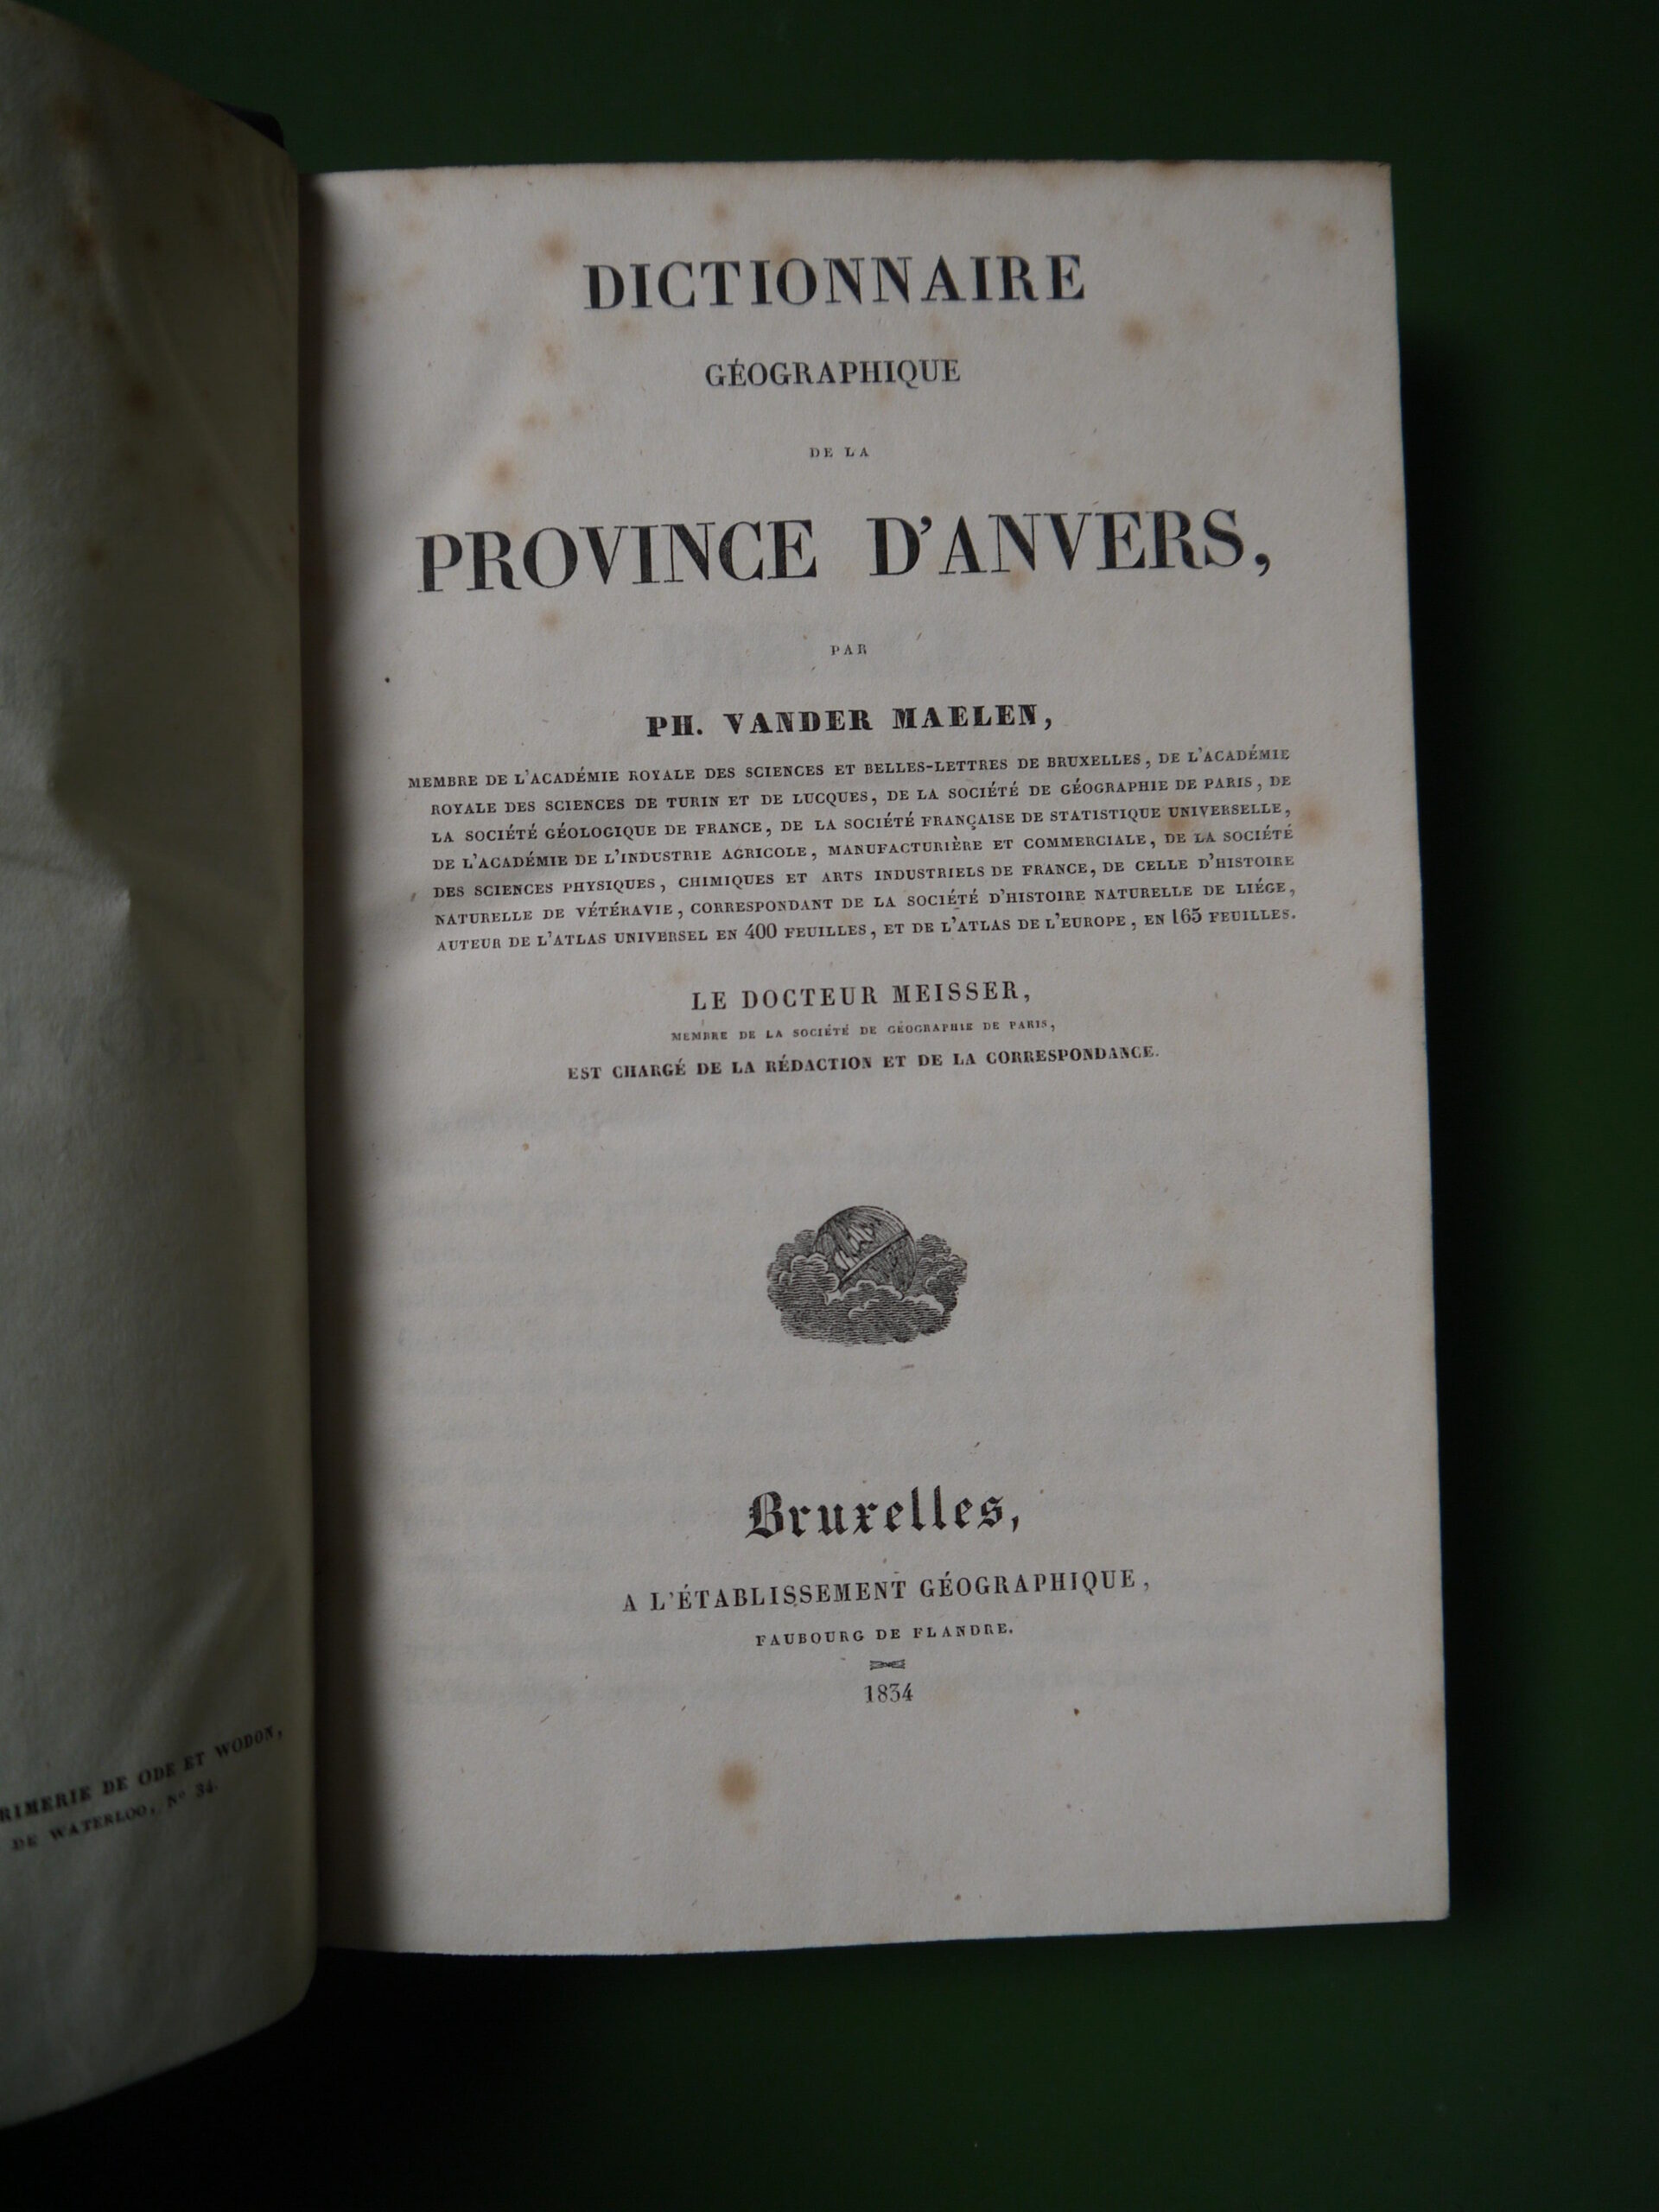 DICTIONNAIRE
GÉOGRAPHIQUE
DE LA
PROVINCE D'ANVERS,
PAR
PH. VANDER MAELEN,
MEMBRE DE L'ACADÉMIE ROYALE DES SCIENCES ET BELLES-LETTRES DE BRUXELLES, DE L'ACADÉMIE
ROYALE DES SCIENCES DE TURIN ET DE LUCQUES, DE LA SOCIÉTÉ DE GÉOGRAPHIE DE PARIS, DE
LA SOCIÉTÉ GÉOLOGIQUE DE FRANCE, DE LA SOCIÉTÉ FRANÇAISE DE STATISTIQUE UNIVERSELLE,
DE L'ACADÉMIE DE L'INDUSTRIE AGRICOLE, MANUFACTURIÈRE ET COMMERCIALE, DE LA SOCIÉTÉ
DES SCIENCES PHYSIQUES, CHIMIQUES ET ARTS INDUSTRIELS DE FRANCE, DE CELLE D'HISTOIRE
NATURELLE DE VÉTÉRAVIE, CORRESPONDANT DE LA SOCIÉTÉ D'HISTOIRE NATURELLE DE LIÉGE,
AUTEUR DE L'ATLAS UNIVERSEL EN 400 FEUILLES, ET DE L'ATLAS DE L'EUROPE, EN 165 FEUILLES.
LE DOCTEUR MEISSER,
MEMBRE DE LA SOCIÉTÉ DE GÉOGRAPHIE DE PARIS,
EST CHARGÉ DE LA RÉDACTION ET DE LA CORRESPONDANCE.
Bruxelles,
A L'ÉTABLISSEMENT GÉOGRAPHIQUE,
FAUBOURG DE FLANDRE.
1834
RIMERIE DE ODE ET WODON,
DE WATERLOO, Nº 34.